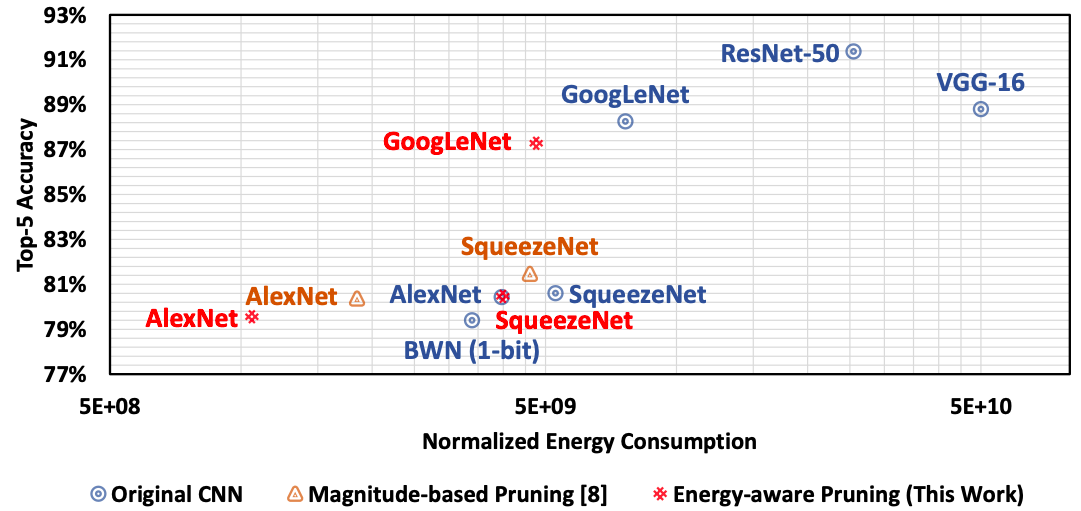 93%
91%
89%
87%
85%
83%
81%
79%
77%
Top-5 Accuracy
ResNet-50
VGG-16
GoogLeNet
GoogLeNet
SqueezeNet
AlexNet
AlexNet
SqueezeNet
AlexNet
SqueezeNet
BWN (1-bit)
5E+08
5E+09
5E+10
Normalized Energy Consumption
Original CNN
Magnitude-based Pruning [8]
Energy-aware Pruning (This Work)